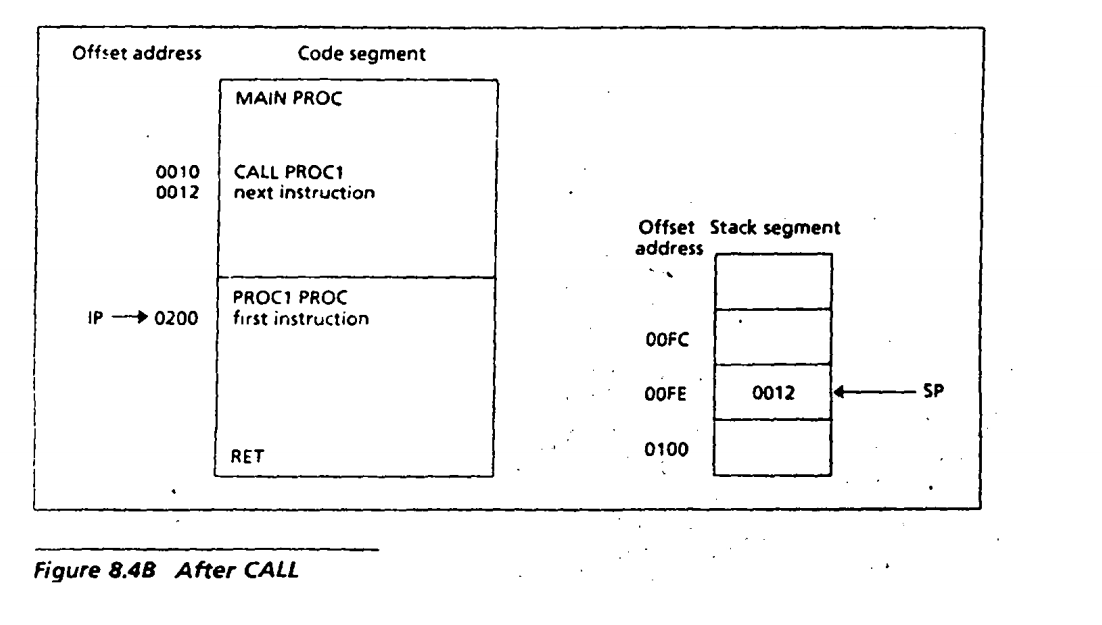 Offset address Code segment
MAIN PROC
0010 CALL PROC1
0012 next instruction
PROC1 PROC
IP 0200 first instruction
RET
Offset Stack segment
address
00FC
00FE 0012 SP
0100
Figure 8.4B After CALL